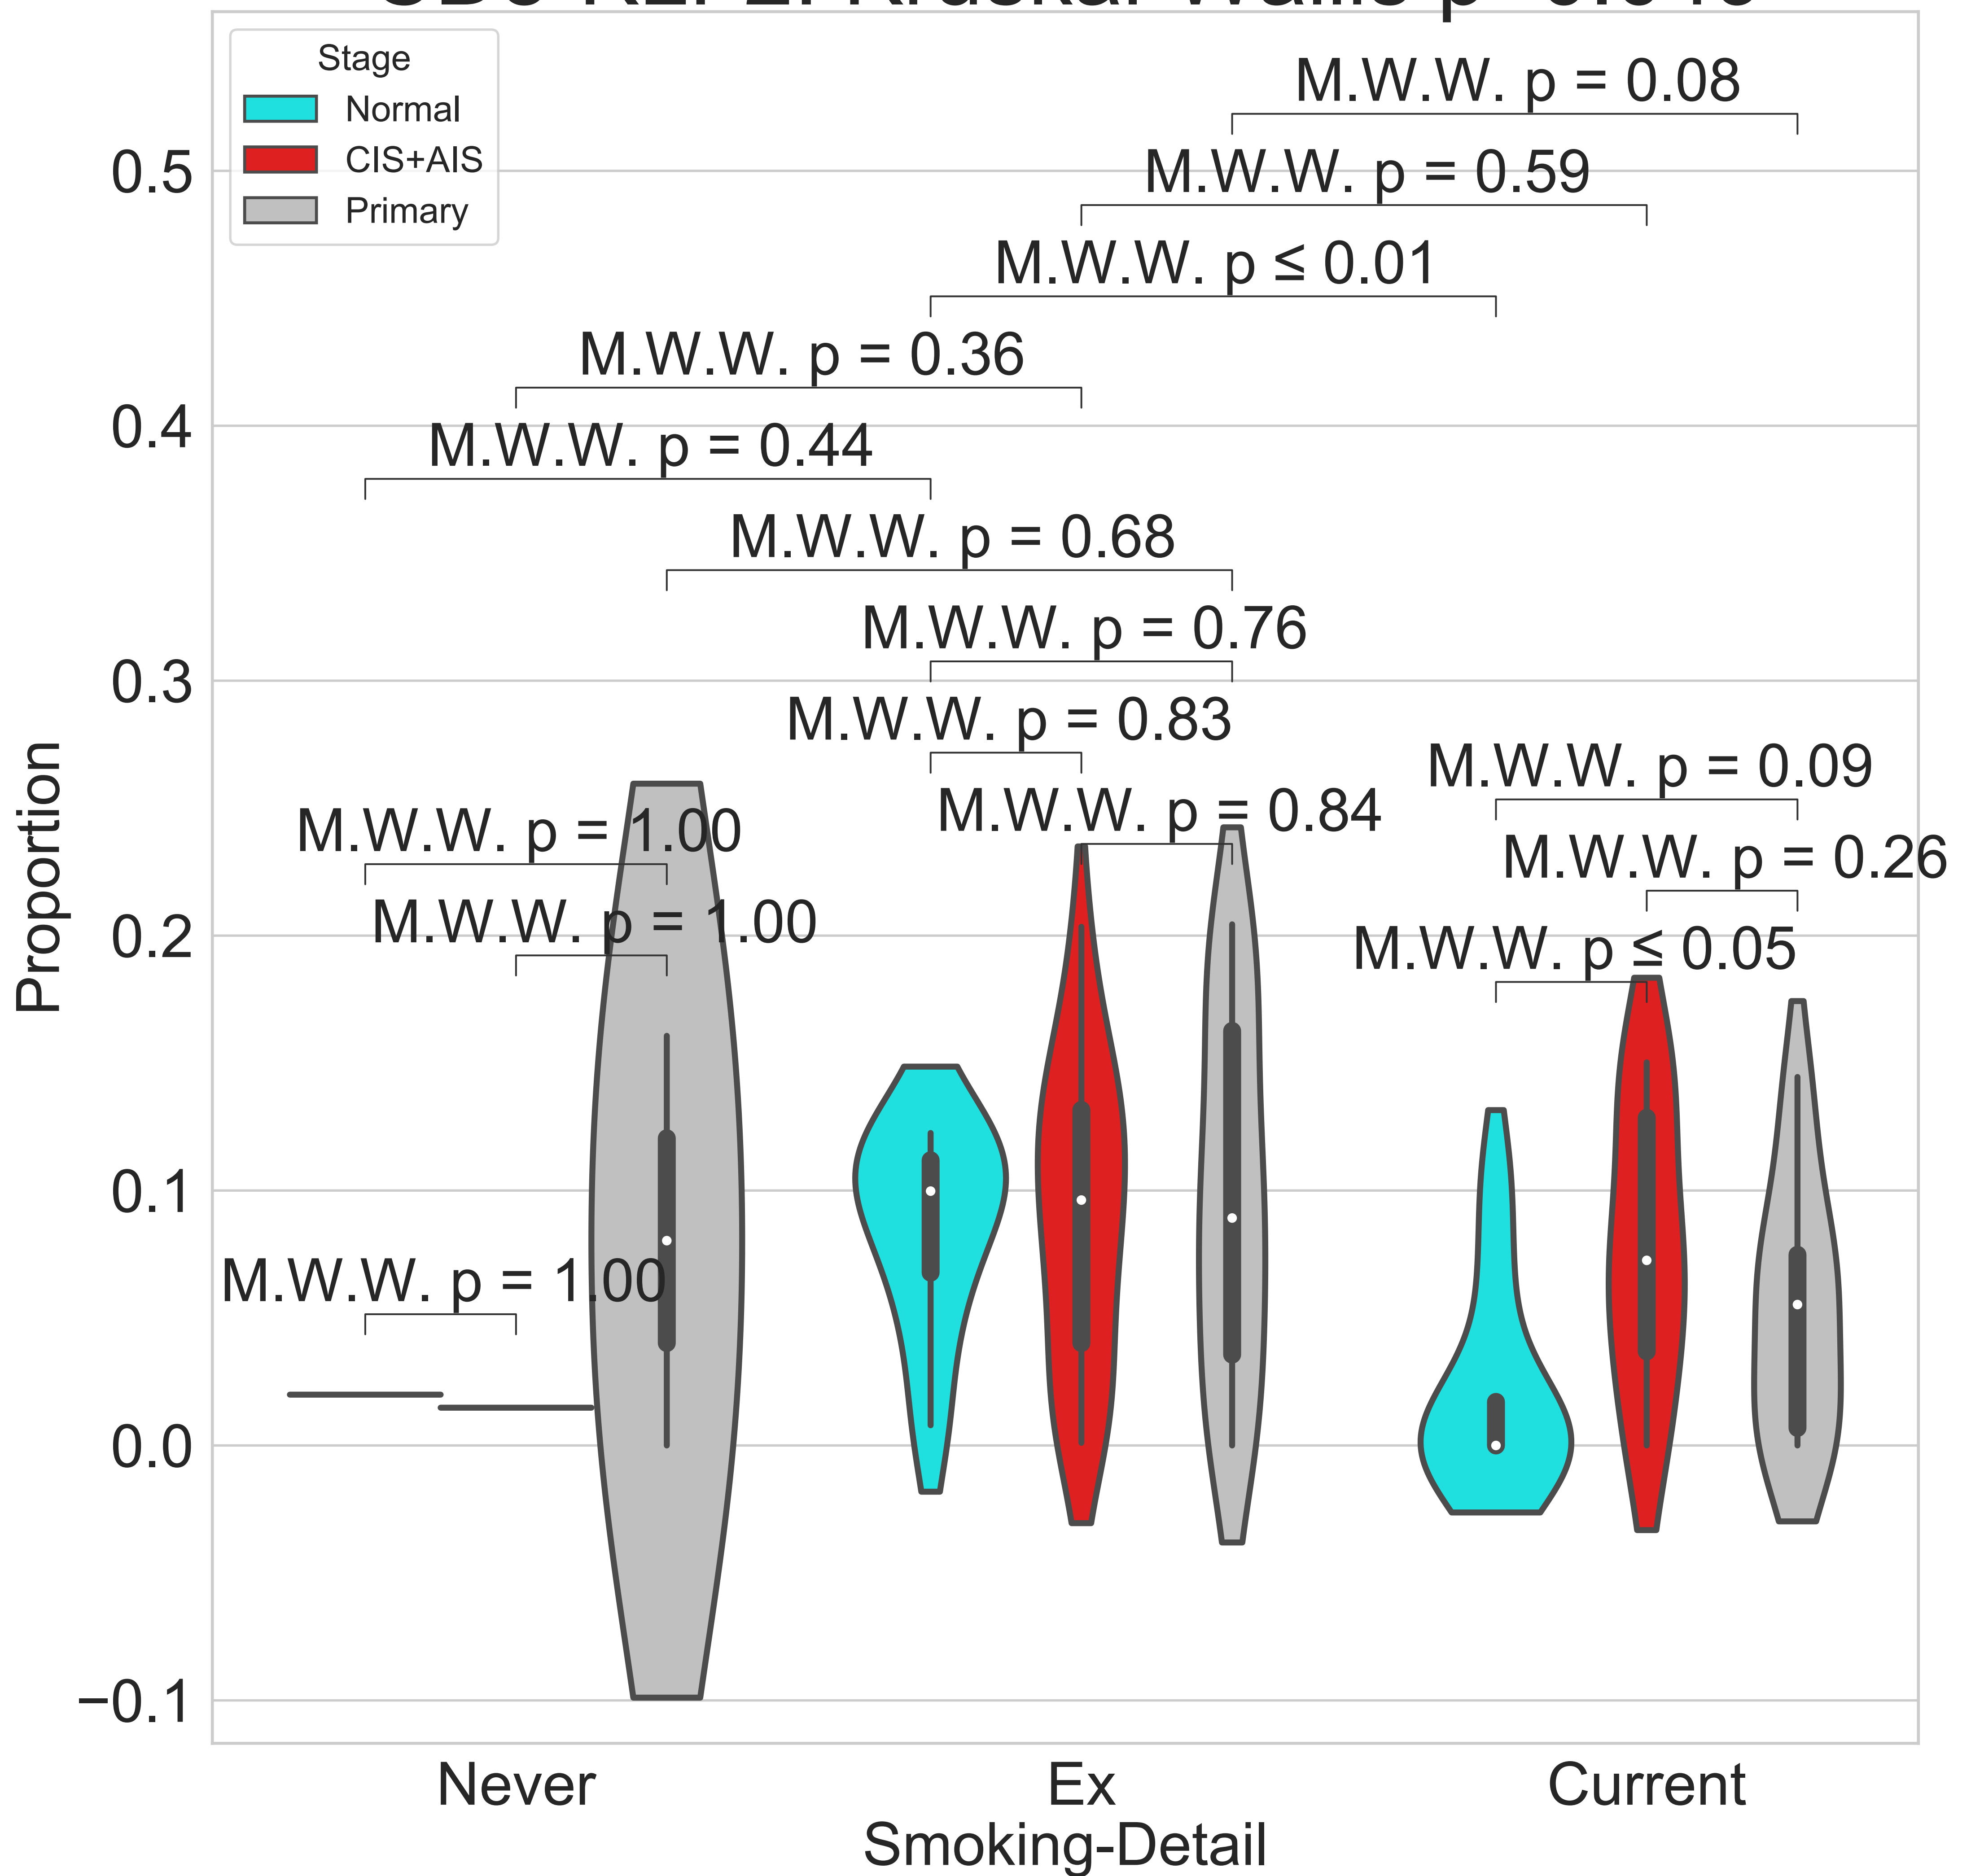 Stage
Normal
CIS+AIS
Primary
M.W.W. p = 0.08
M.W.W. p = 0.59
M.W.W. p ≤ 0.01
M.W.W. p = 0.36
M.W.W. p = 0.44
M.W.W. p = 0.68
M.W.W. p = 0.76
M.W.W. p = 0.83
M.W.W. p = 0.09
M.W.W. p = 0.84
M.W.W. p = 1.00
M.W.W. p = 0.26
M.W.W. p = 1.00
M.W.W. p ≤ 0.05
M.W.W. p = 1.00
0.5
0.4
0.3
0.2
0.1
0.0
−0.1
Proportion
Never Ex Current
Smoking-Detail